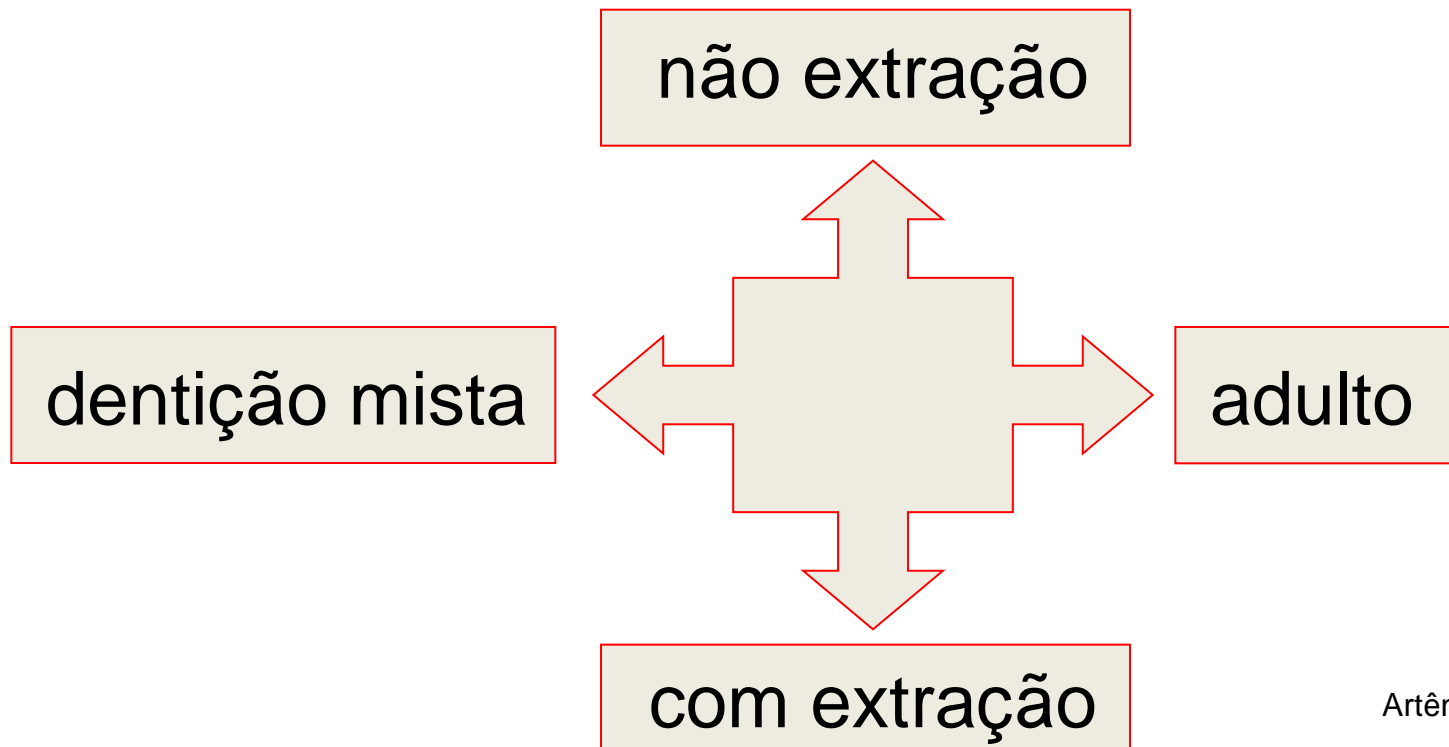 não extração
dentição mista
adulto
com extração